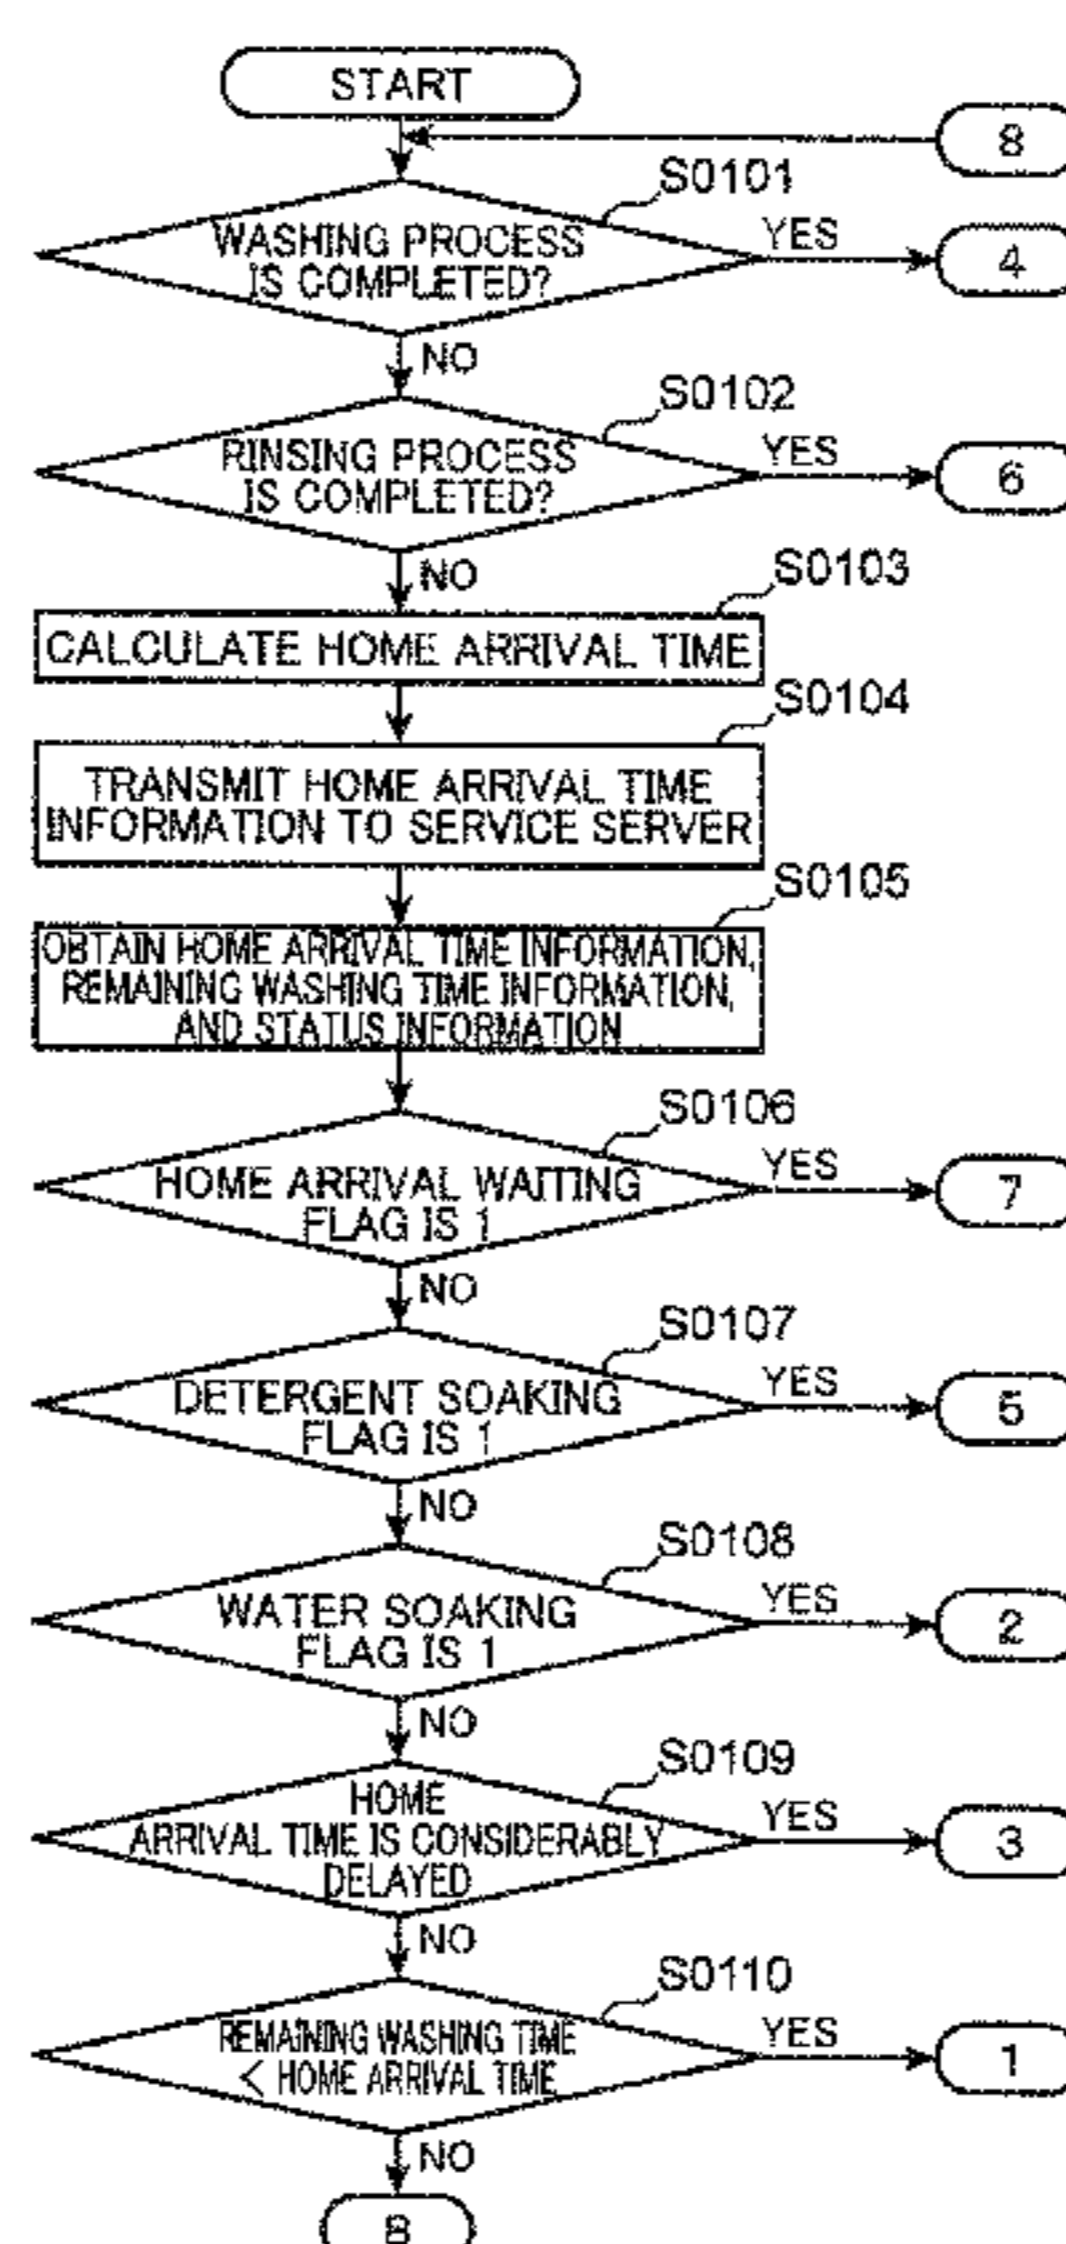 START
8
S0101
WASHING PROCESS
IS COMPLETED?
YES
4
NO
S0102
RINSING PROCESS
IS COMPLETED?
YES
6
NO
S0103
CALCULATE HOME ARRIVAL TIME
S0104
TRANSMIT HOME ARRIVAL TIME
INFORMATION TO SERVICE SERVER
S0105
OBTAIN HOME ARRIVAL TIME INFORMATION,
REMAINING WASHING TIME INFORMATION,
AND STATUS INFORMATION
S0106
HOME ARRIVAL WAITING
FLAG IS 1
YES
7
NO
S0107
DETERGENT SOAKING
FLAG IS 1
YES
5
NO
S0108
WATER SOAKING
FLAG IS 1
YES
2
NO
S0109
HOME
ARRIVAL TIME IS CONSIDERABLY
DELAYED
YES
3
NO
S0110
REMAINING WASHING TIME
< HOME ARRIVAL TIME
YES
1
NO